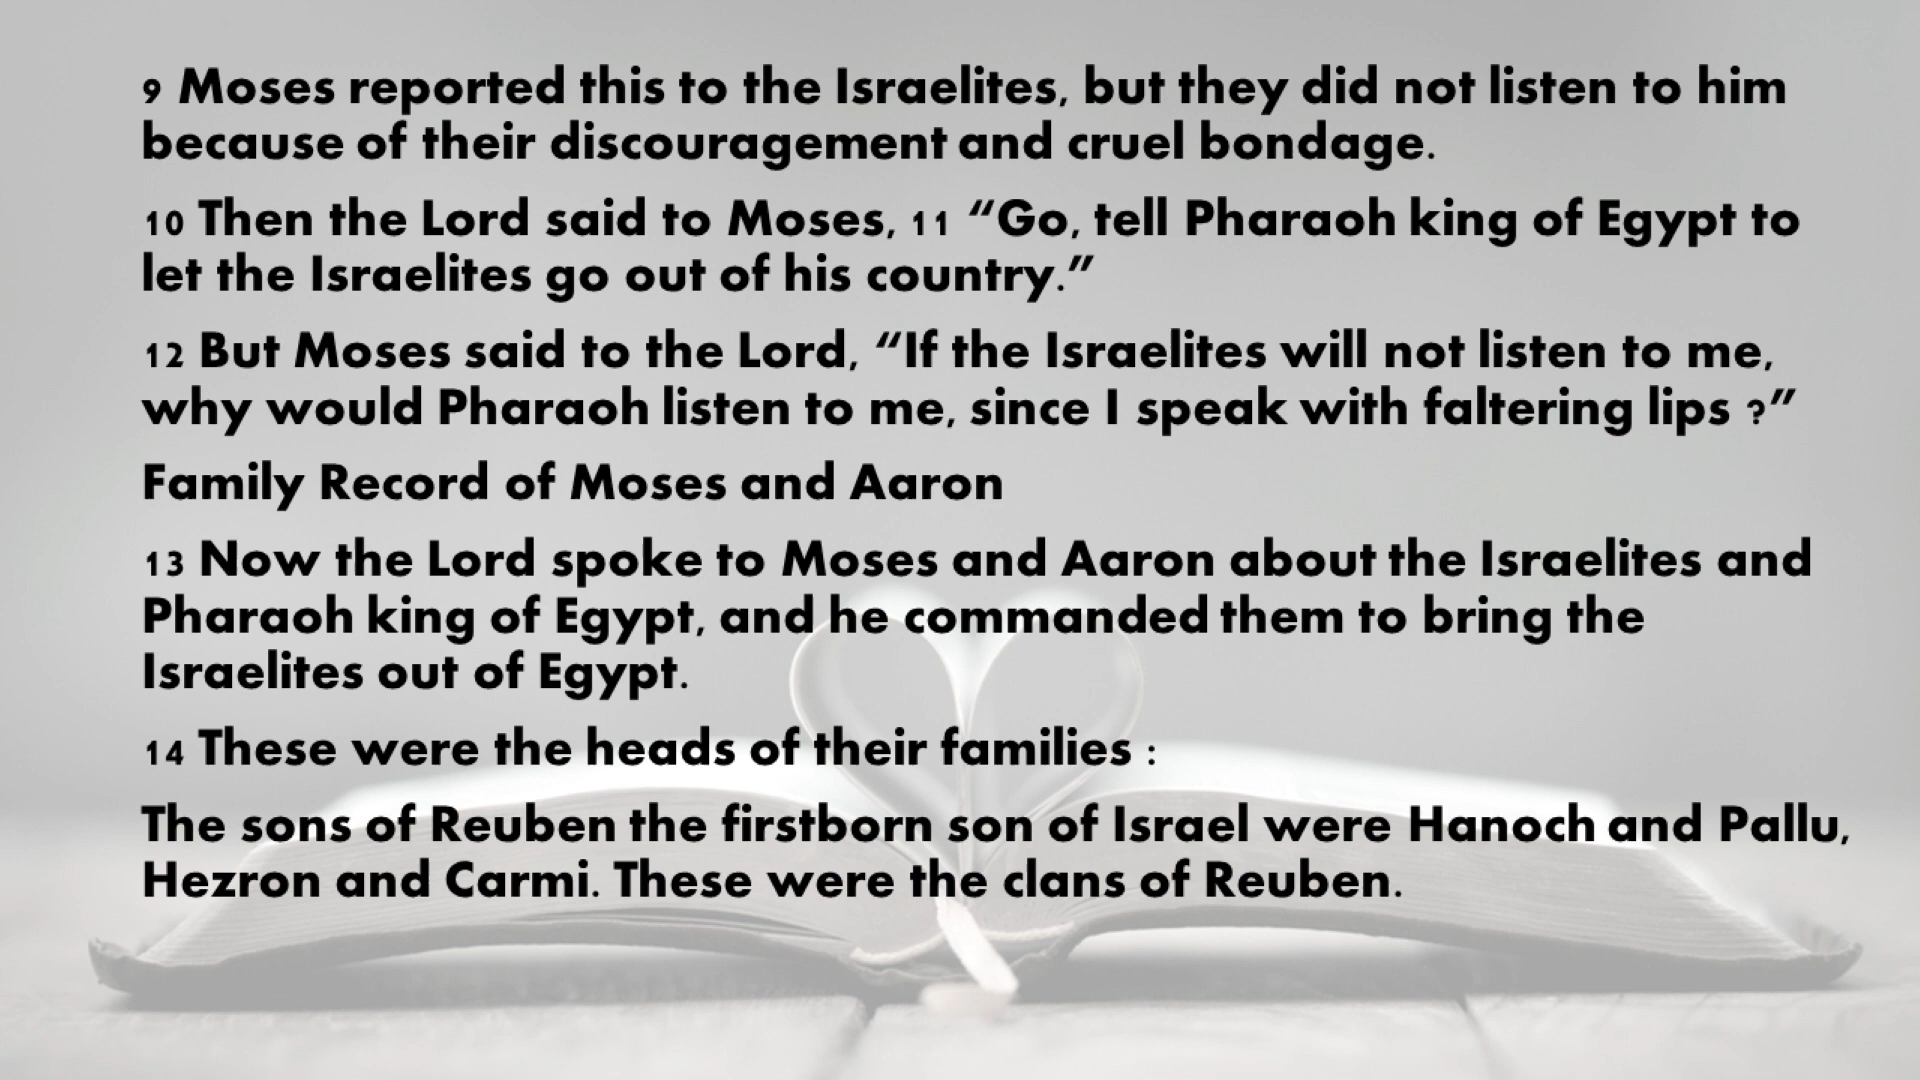 9 Moses reported this to the Israelites, but they did not listen to him
because of their discouragement and cruel bondage.
10 Then the Lord said to Moses, 11 “Go, tell Pharaoh king of Egypt to
let the Israelites go out of his country.”
12 But Moses said to the Lord, “If the Israelites will not listen to me,
why would Pharaoh listen to me, since I speak with faltering lips ?”
Family Record of Moses and Aaron
13 Now the Lord spoke to Moses and Aaron about the Israelites and
Pharaoh king of Egypt, and he commanded them to bring the
Israelites out of Egypt.
14 These were the heads of their families :
The sons of Reuben the firstborn son of Israel were Hanoch and Pallu,
Hezron and Carmi. These were the clans of Reuben.